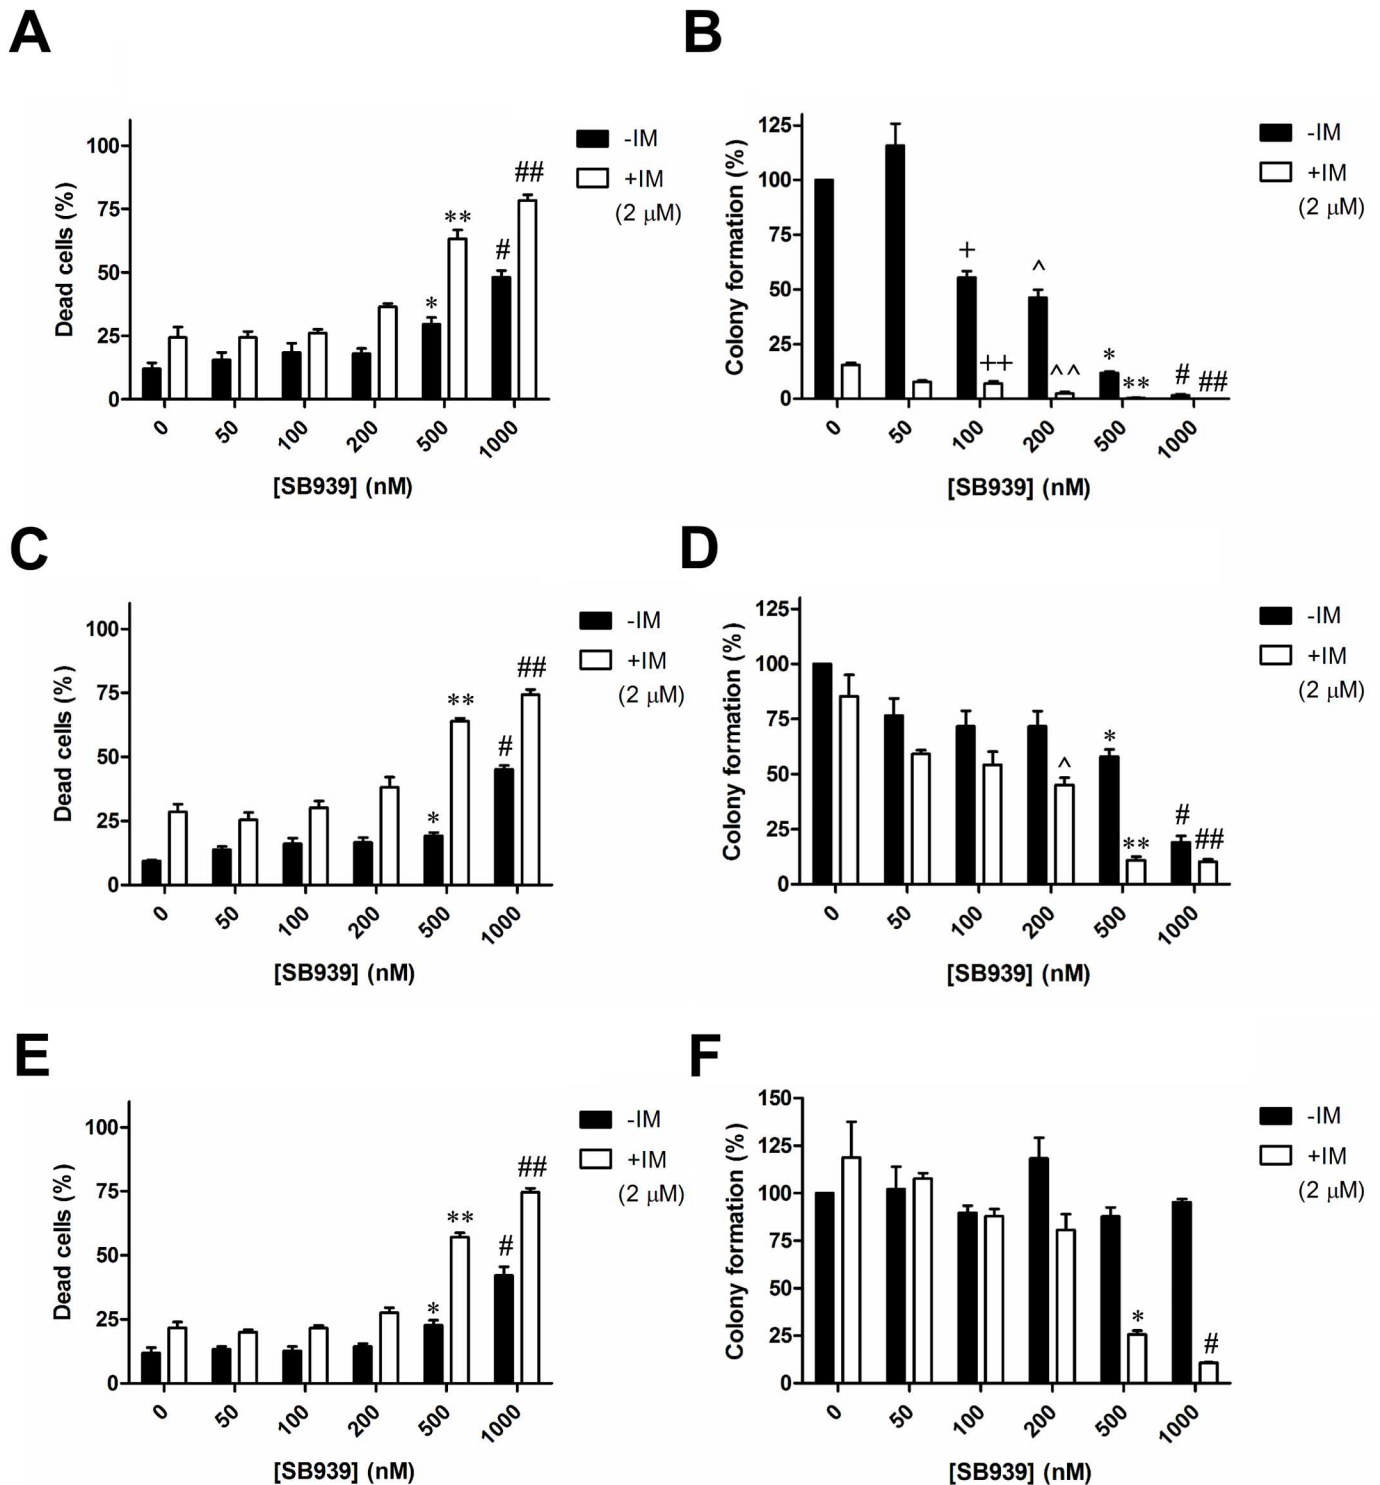 A
Dead cells (%)
100
75
50
25
0
* ** # ##
-IM
+IM
(2 μM)
0 50 100 200 500 1000
[SB939] (nM)
B
Colony formation (%)
125
100
75
50
25
0
+ ++ ^ ^^ * ** # ##
-IM
+IM
(2 μM)
0 50 100 200 500 1000
[SB939] (nM)
C
Dead cells (%)
100
75
50
25
0
* ** # ##
-IM
+IM
(2 μM)
0 50 100 200 500 1000
[SB939] (nM)
D
Colony formation (%)
125
100
75
50
25
0
^ * ** # ##
-IM
+IM
(2 μM)
0 50 100 200 500 1000
[SB939] (nM)
E
Dead cells (%)
100
75
50
25
0
* ** # ##
-IM
+IM
(2 μM)
0 50 100 200 500 1000
[SB939] (nM)
F
Colony formation (%)
150
125
100
75
50
25
0
* #
-IM
+IM
(2 μM)
0 50 100 200 500 1000
[SB939] (nM)